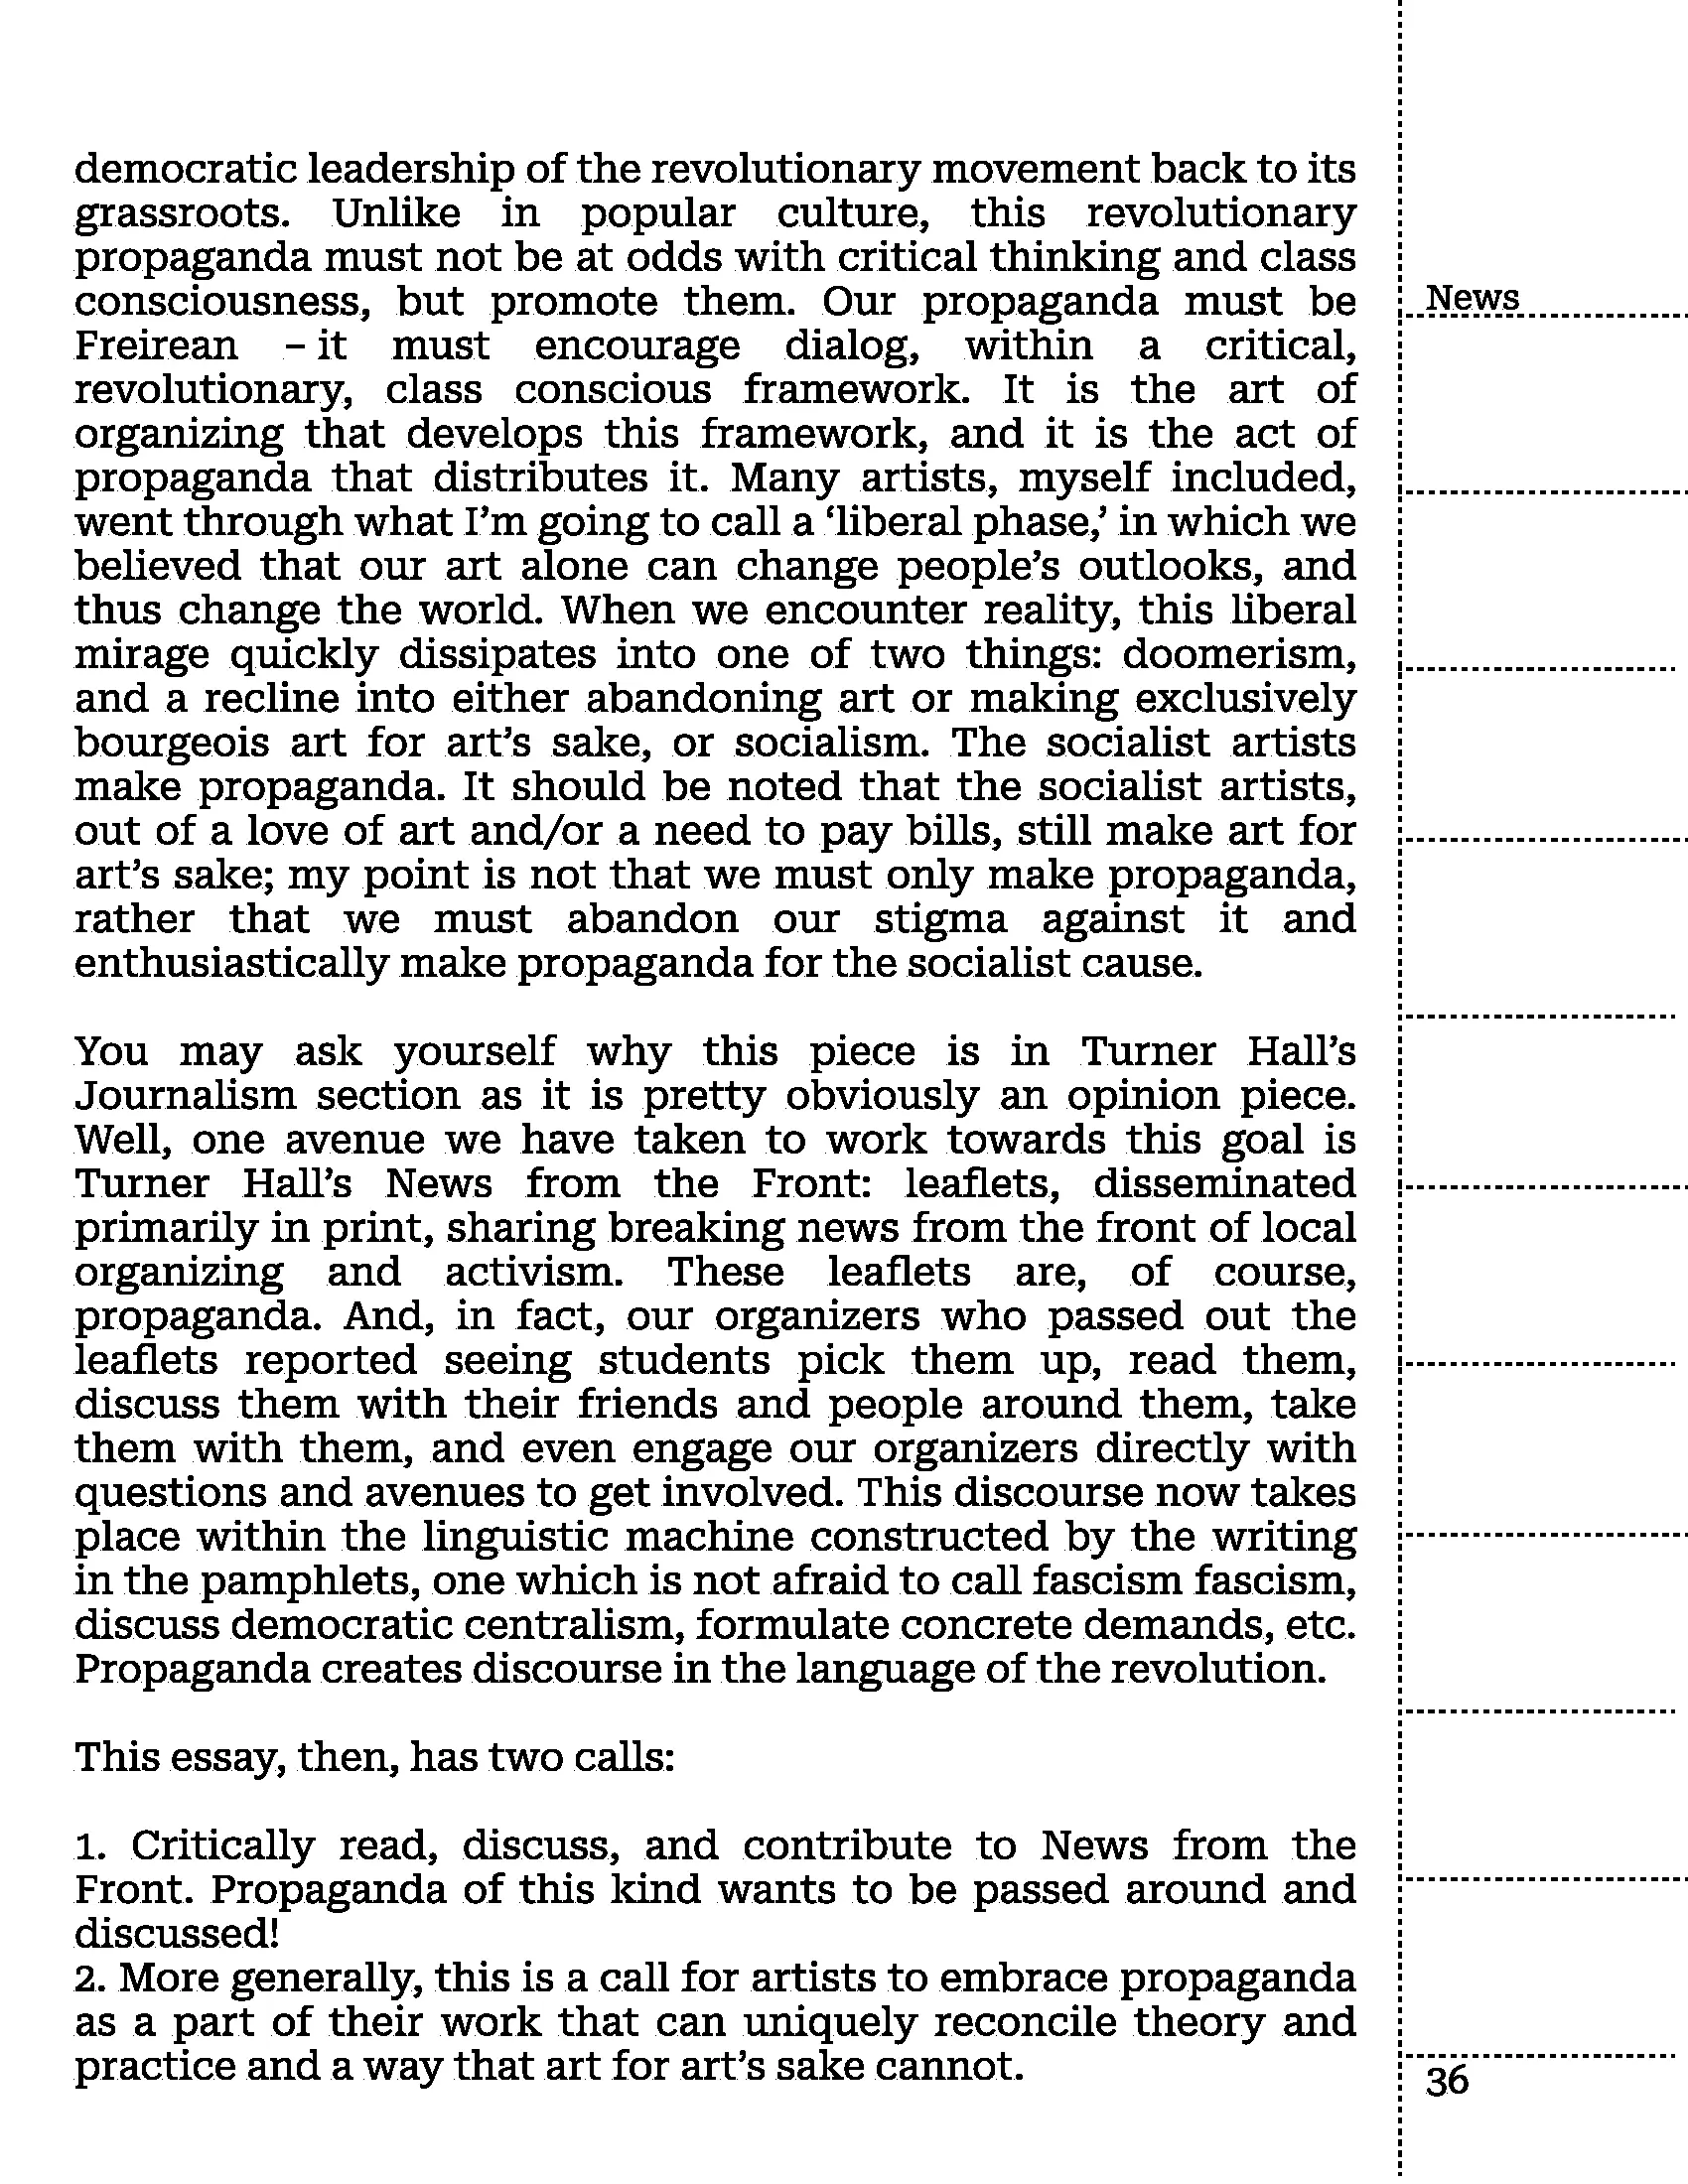 democratic leadership of the revolutionary movement back to its
grassroots. Unlike in popular culture, this revolutionary
propaganda must not be at odds with critical thinking and class
consciousness, but promote them. Our propaganda must be
Freirean – it must encourage dialog, within a critical,
revolutionary, class conscious framework. It is the art of
organizing that develops this framework, and it is the act of
propaganda that distributes it. Many artists, myself included,
went through what I'm going to call a ‘liberal phase,’ in which we
believed that our art alone can change people’s outlooks, and
thus change the world. When we encounter reality, this liberal
mirage quickly dissipates into one of two things: doomerism,
and a recline into either abandoning art or making exclusively
bourgeois art for art’s sake, or socialism. The socialist artists
make propaganda. It should be noted that the socialist artists,
out of a love of art and/or a need to pay bills, still make art for
art’s sake; my point is not that we must only make propaganda,
rather that we must abandon our stigma against it and
enthusiastically make propaganda for the socialist cause.
You may ask yourself why this piece is in Turner Hall’s
Journalism section as it is pretty obviously an opinion piece.
Well, one avenue we have taken to work towards this goal is
Turner Hall’s News from the Front: leaflets, disseminated
primarily in print, sharing breaking news from the front of local
organizing and activism. These leaflets are, of course,
propaganda. And, in fact, our organizers who passed out the
leaflets reported seeing students pick them up, read them,
discuss them with their friends and people around them, take
them with them, and even engage our organizers directly with
questions and avenues to get involved. This discourse now takes
place within the linguistic machine constructed by the writing
in the pamphlets, one which is not afraid to call fascism fascism,
discuss democratic centralism, formulate concrete demands, etc.
Propaganda creates discourse in the language of the revolution.
This essay, then, has two calls:
1. Critically read, discuss, and contribute to News from the
Front. Propaganda of this kind wants to be passed around and
discussed!
2. More generally, this is a call for artists to embrace propaganda
as a part of their work that can uniquely reconcile theory and
practice and a way that art for art’s sake cannot.
News
36